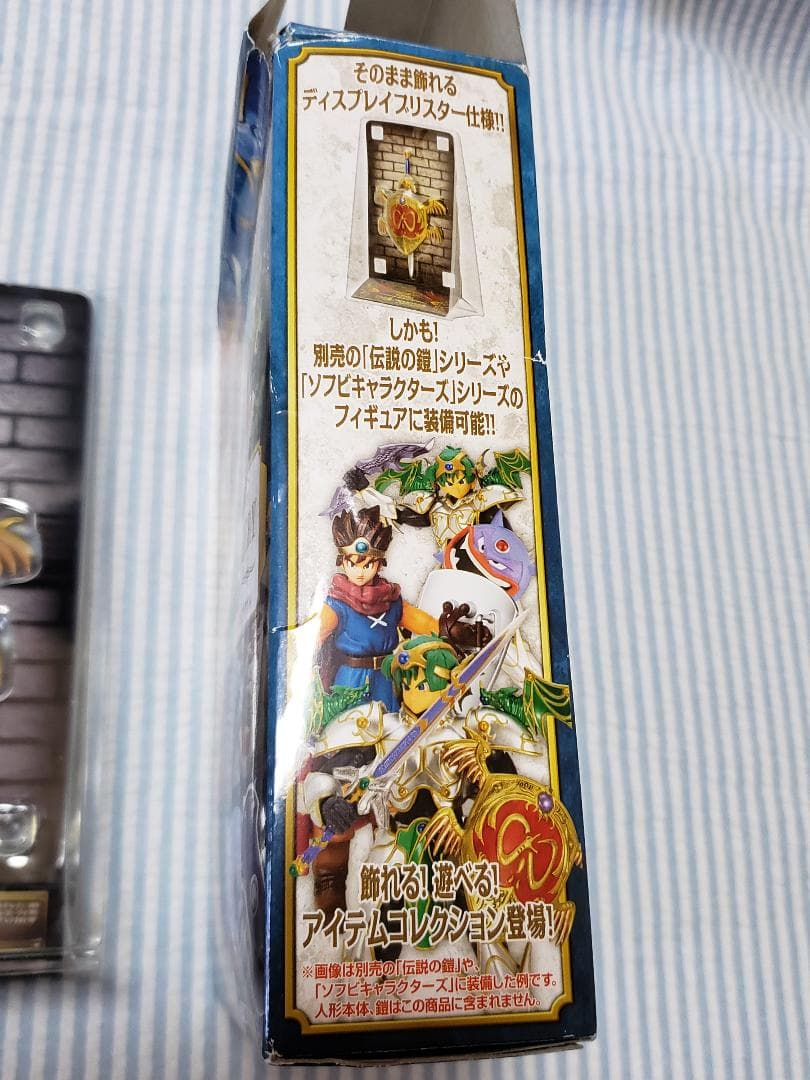 そのまま飾れる
ディスプレイブリスター仕様!!
しかも!
別売の「伝説の鎧」シリーズや
「ソフビキャラクターズ」シリーズの
フィギュアに装備可能!!
飾れる! 遊べる!
アイテムコレクション登場!
※画像は別売の「伝説の鎧」や、
「ソフビキャラクターズ」に装備した例です。
人形本体、鎧はこの商品に含まれません。